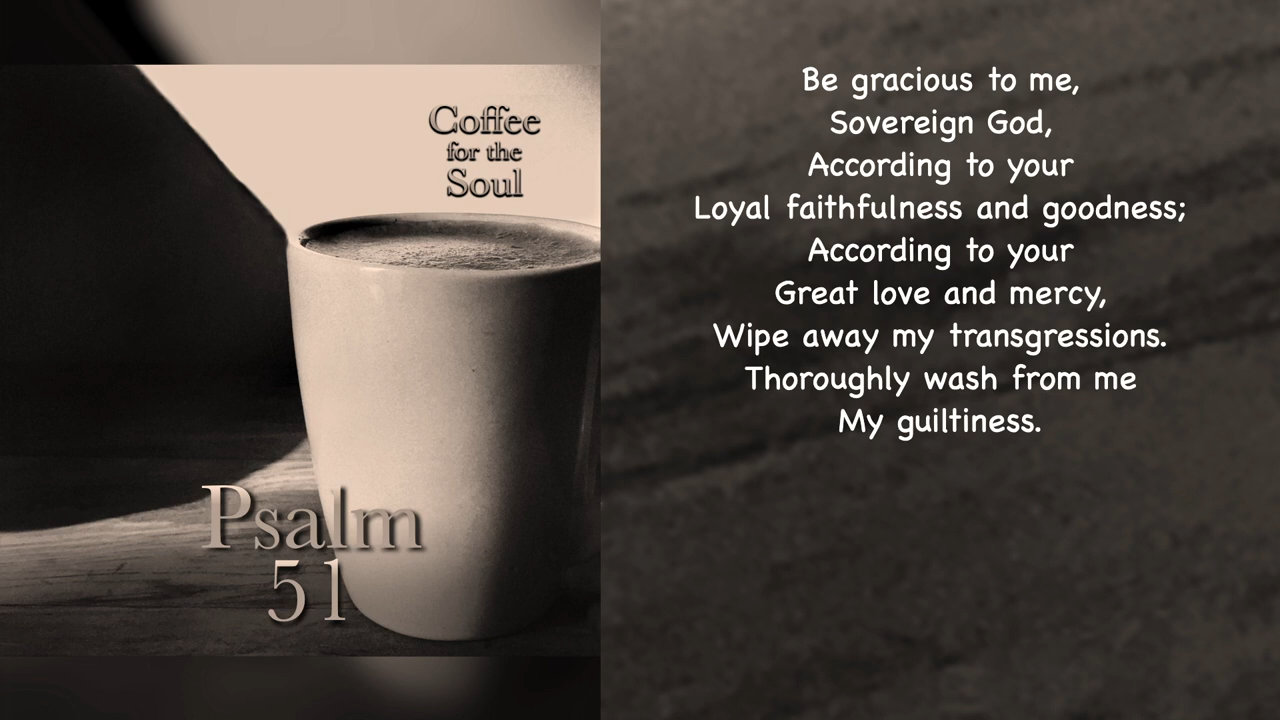 Coffee
for the
Soul
Psalm
51
Be gracious to me,
Sovereign God,
According to your
Loyal faithfulness and goodness;
According to your
Great love and mercy,
Wipe away my transgressions.
Thoroughly wash from me
My guiltiness.